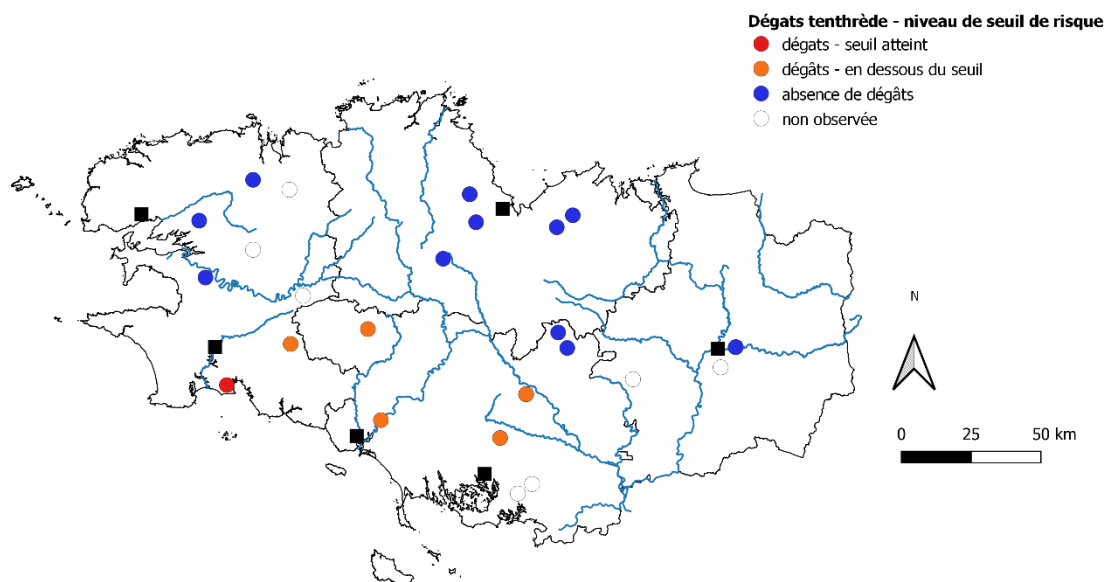 Dégats tenthrède - niveau de seuil de risque
dégats - seuil atteint
dégâts - en dessous du seuil
absence de dégâts
non observée
N
0 25 50 km